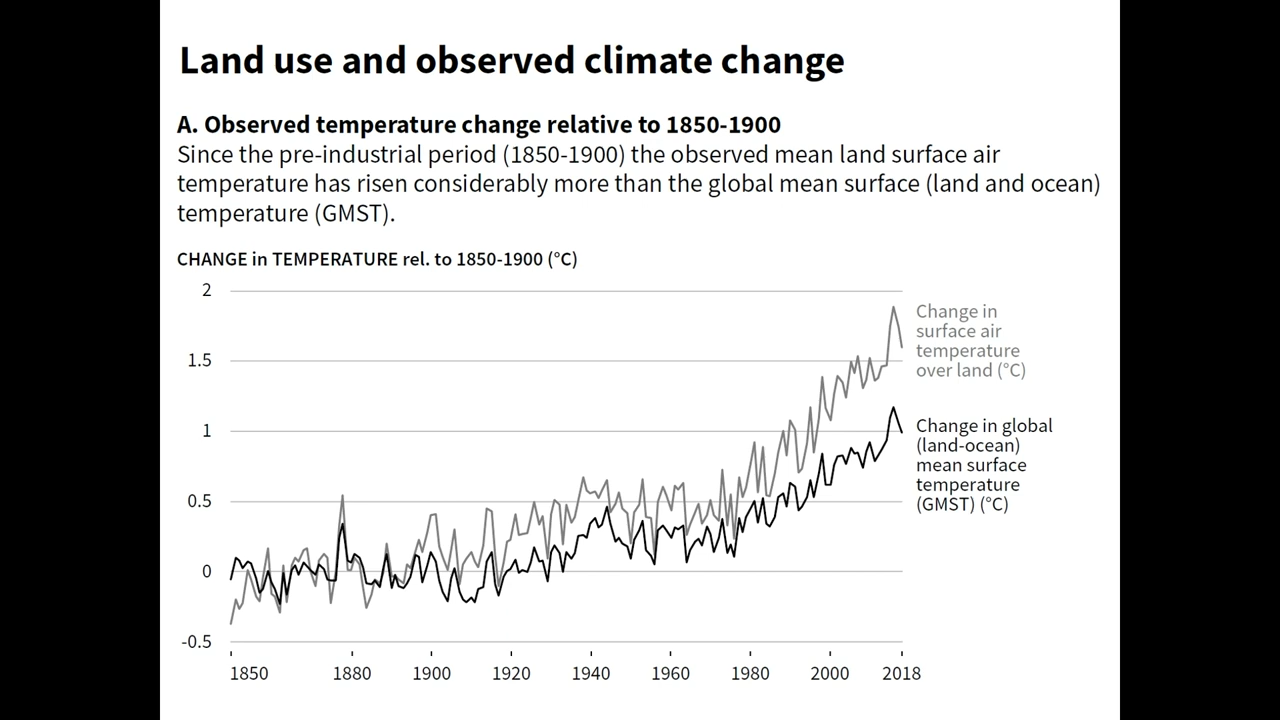 Land use and observed climate change
A. Observed temperature change relative to 1850-1900
Since the pre-industrial period (1850-1900) the observed mean land surface air
temperature has risen considerably more than the global mean surface (land and ocean)
temperature (GMST).
CHANGE in TEMPERATURE rel. to 1850-1900 (°C)
2
1.5
1
0.5
0
-0.5
Change in
surface air
temperature
over land (°C)
Change in global
(land-ocean)
mean surface
temperature
(GMST) (°C)
1850 1880 1900 1920 1940 1960 1980 2000 2018